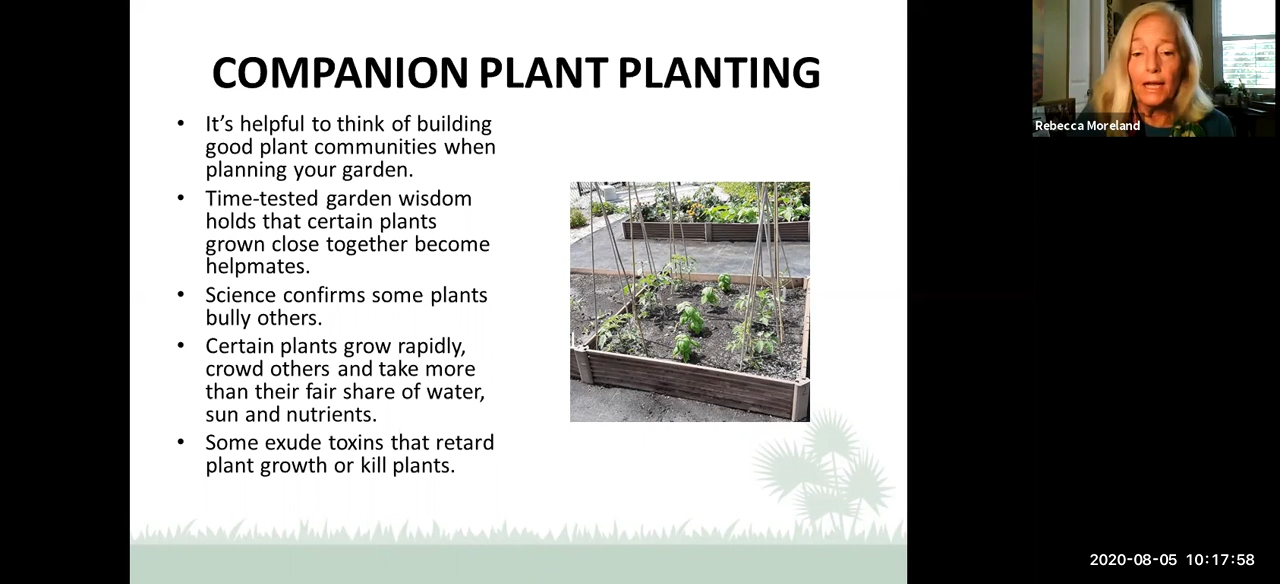 COMPANION PLANT PLANTING
• It's helpful to think of building
good plant communities when
planning your garden.
• Time-tested garden wisdom
holds that certain plants
grown close together become
helpmates.
• Science confirms some plants
bully others.
• Certain plants grow rapidly,
crowd others and take more
than their fair share of water,
sun and nutrients.
• Some exude toxins that retard
plant growth or kill plants.
Rebecca Moreland
2020-08-05 10:17:58